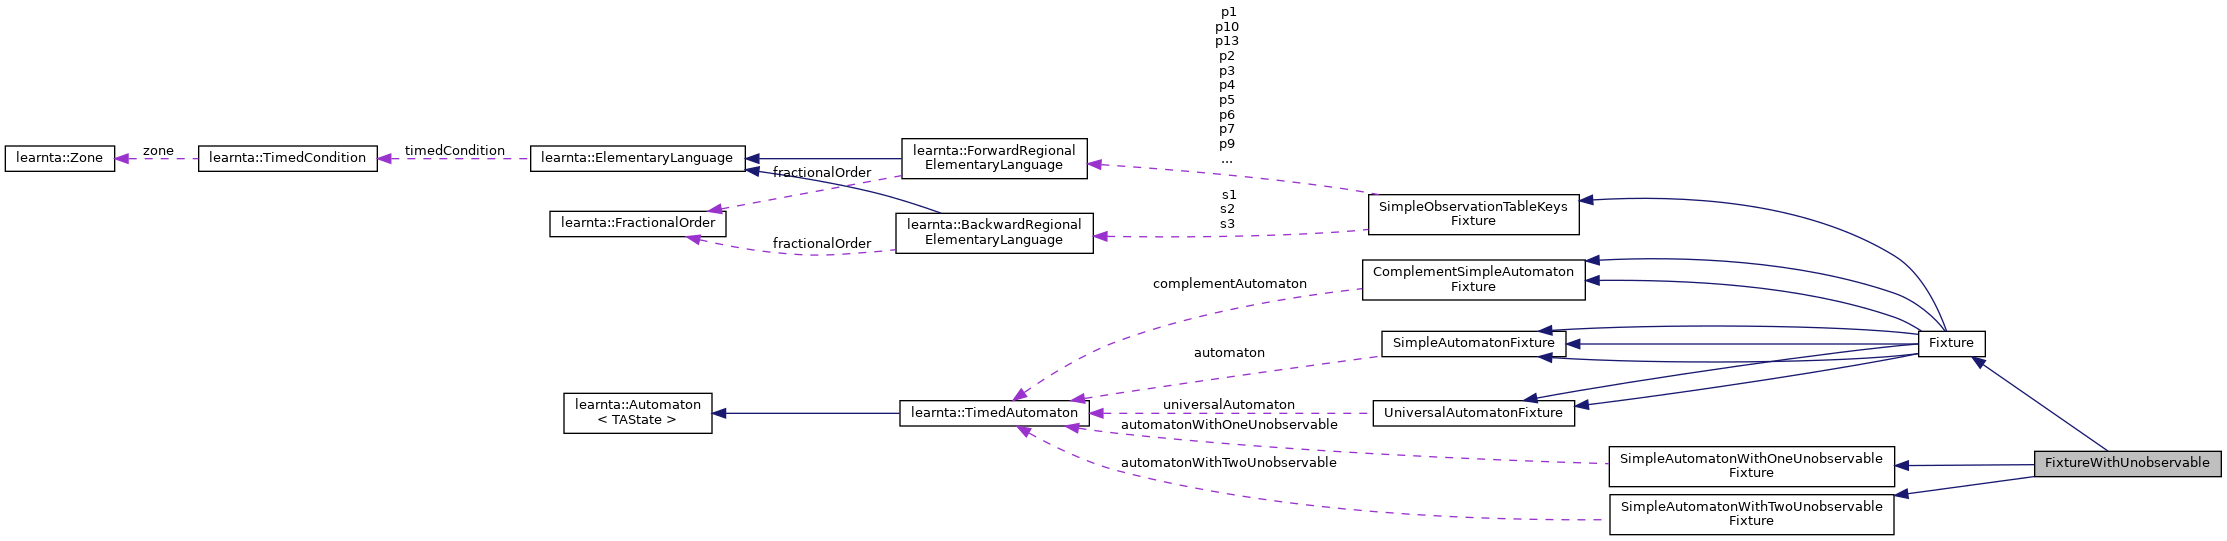 p1
p10
p13
p2
p3
p4
p5
p6
p7
p9
...
learnta::Zone
zone
learnta::TimedCondition
timedCondition
learnta::ElementaryLanguage
learnta::ForwardRegional
ElementaryLanguage
fractionalOrder
learnta::FractionalOrder
fractionalOrder
learnta::BackwardRegional
ElementaryLanguage
s1
s2
s3
SimpleObservationTableKeys
Fixture
ComplementSimpleAutomaton
Fixture
complementAutomaton
SimpleAutomatonFixture
automaton
Fixture
learnta::Automaton
< TAState >
learnta::TimedAutomaton
universalAutomaton
UniversalAutomatonFixture
automatonWithOneUnobservable
SimpleAutomatonWithOneUnobservable
Fixture
automatonWithTwoUnobservable
SimpleAutomatonWithTwoUnobservable
Fixture
FixtureWithUnobservable